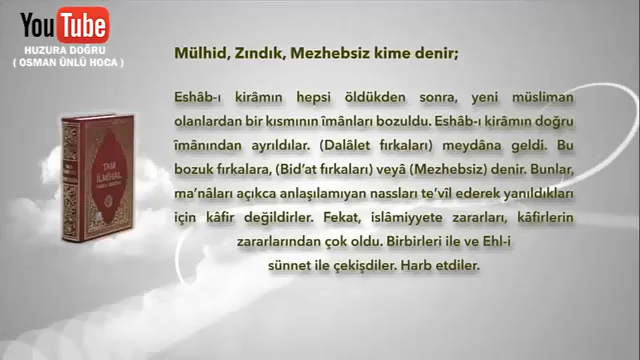 YouTube
HUZURA DOĞRU
( OSMAN ÜNLÜ HOCA )
Mülhid, Zındık, Mezhebsiz kime denir;
Eshâb-ı kirâmın hepsi öldükden sonra, yeni müsliman
olanlardan bir kısmının îmânları bozuldu. Eshâb-ı kirâmın doğru
îmânından ayrıldılar. (Dalâlet fırkaları) meydâna geldi. Bu
bozuk fırkalara, (Bid'at fırkaları) veyâ (Mezhebsiz) denir. Bunlar,
ma'nâları açıkca anlaşılamıyan nassları te'vîl ederek yanıldıkları
için kâfir değildirler. Fekat, islâmiyyete zararları, kâfirlerin
zararlarından çok oldu. Birbirleri ile ve Ehl-i
sünnet ile çekişdiler. Harb etdiler.
TAM
İLMİHÂL